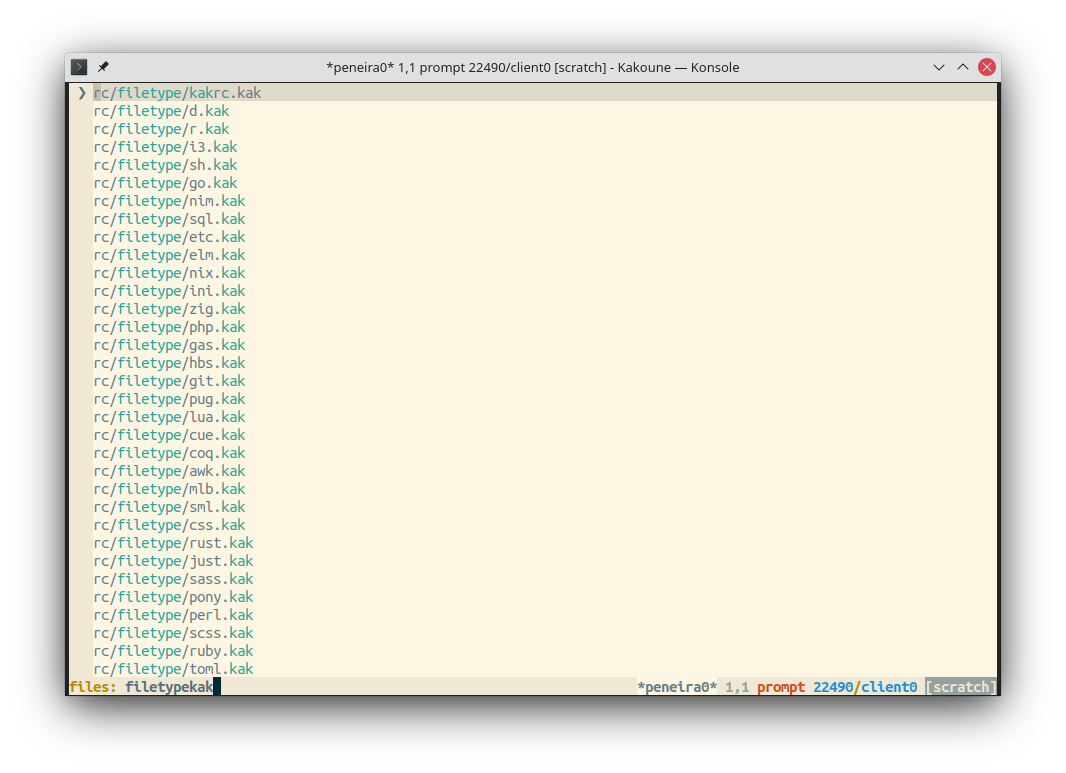 *peneira0* 1,1 prompt 22490/client0 [scratch] - Kakoune — Konsole
❯ rc/filetype/kakrc.kak
rc/filetype/d.kak
rc/filetype/r.kak
rc/filetype/i3.kak
rc/filetype/sh.kak
rc/filetype/go.kak
rc/filetype/nim.kak
rc/filetype/sql.kak
rc/filetype/etc.kak
rc/filetype/elm.kak
rc/filetype/nix.kak
rc/filetype/ini.kak
rc/filetype/zig.kak
rc/filetype/php.kak
rc/filetype/gas.kak
rc/filetype/hbs.kak
rc/filetype/git.kak
rc/filetype/pug.kak
rc/filetype/lua.kak
rc/filetype/cue.kak
rc/filetype/coq.kak
rc/filetype/awk.kak
rc/filetype/mlb.kak
rc/filetype/sml.kak
rc/filetype/css.kak
rc/filetype/rust.kak
rc/filetype/just.kak
rc/filetype/sass.kak
rc/filetype/pony.kak
rc/filetype/perl.kak
rc/filetype/scss.kak
rc/filetype/ruby.kak
rc/filetype/toml.kak
files: filetypekak *peneira0* 1,1 prompt 22490/client0 [scratch]